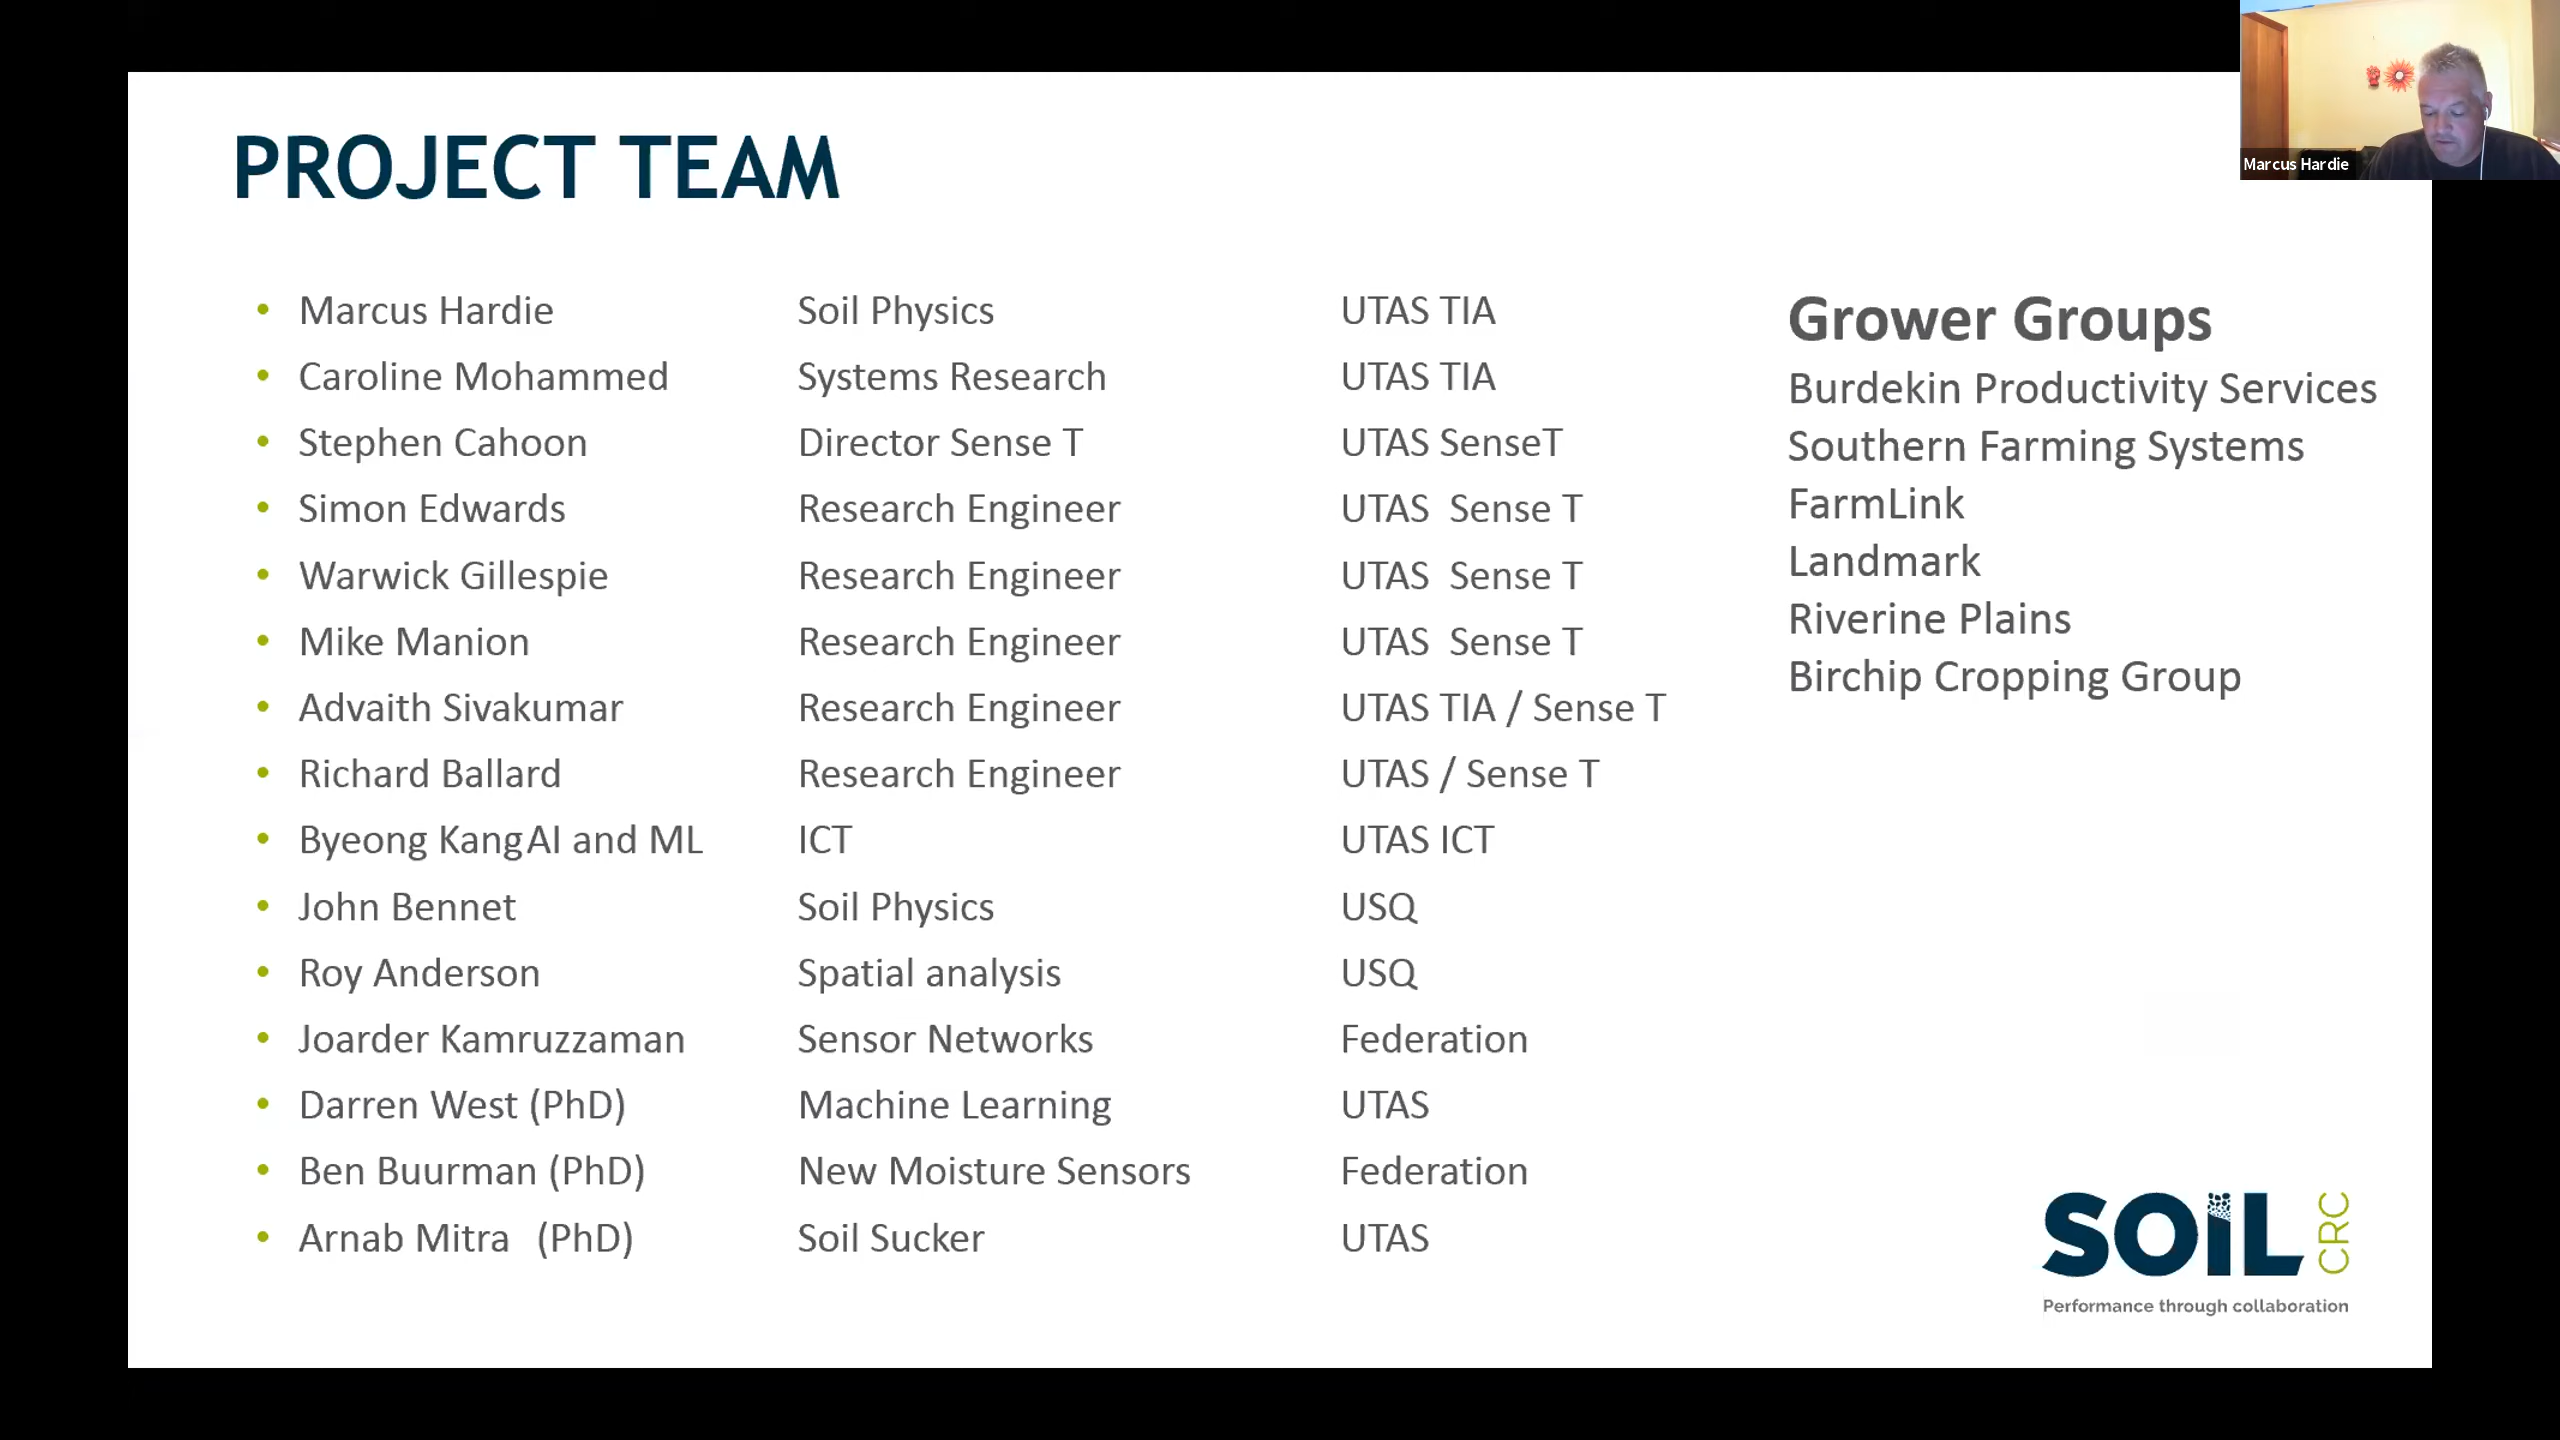 PROJECT TEAM
Marcus Hardie
• Marcus Hardie Soil Physics UTAS TIA
• Caroline Mohammed Systems Research UTAS TIA
• Stephen Cahoon Director Sense T UTAS SenseT
• Simon Edwards Research Engineer UTAS Sense T
• Warwick Gillespie Research Engineer UTAS Sense T
• Mike Manion Research Engineer UTAS Sense T
• Advaith Sivakumar Research Engineer UTAS TIA / Sense T
• Richard Ballard Research Engineer UTAS / Sense T
• Byeong KangAI and ML ICT UTAS ICT
• John Bennet Soil Physics USQ
• Roy Anderson Spatial analysis USQ
• Joarder Kamruzzaman Sensor Networks Federation
• Darren West (PhD) Machine Learning UTAS
• Ben Buurman (PhD) New Moisture Sensors Federation
• Arnab Mitra (PhD) Soil Sucker UTAS
Grower Groups
Burdekin Productivity Services
Southern Farming Systems
FarmLink
Landmark
Riverine Plains
Birchip Cropping Group
SOiL CRC
Performance through collaboration